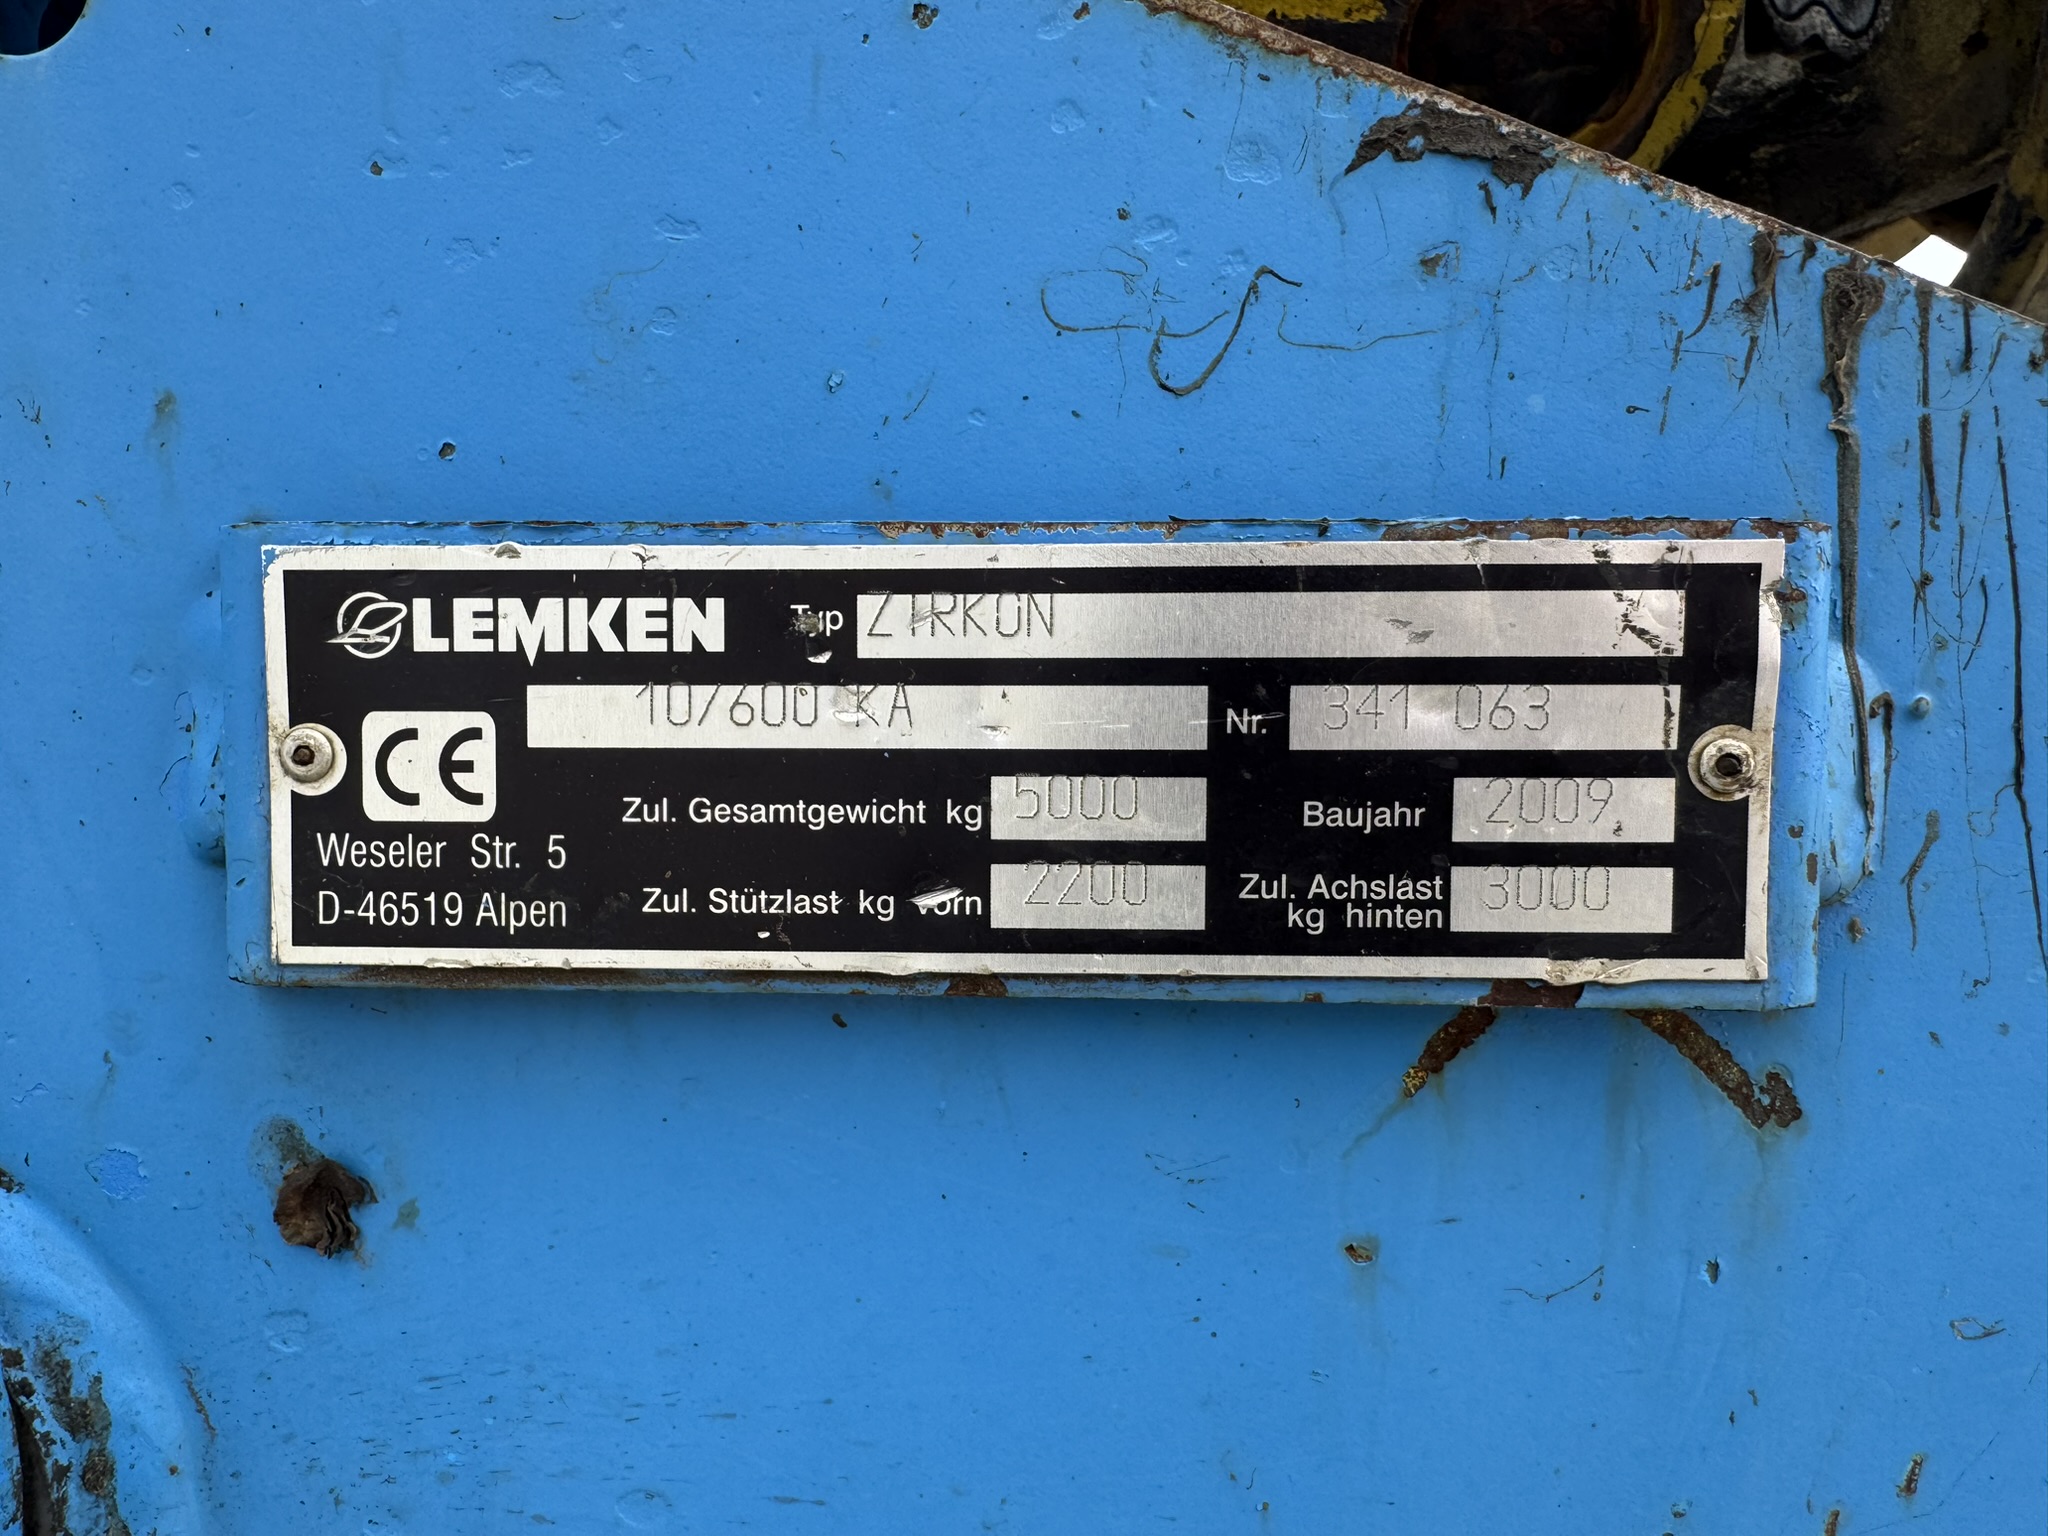 LEMKEN Typ ZIRKON
10/600 KA Nr. 341 063
CE
Zul. Gesamtgewicht kg 5000 Baujahr 2009
Weseler Str. 5
D-46519 Alpen
Zul. Stützlast kg vorn 2200 Zul. Achslast
kg hinten 3000